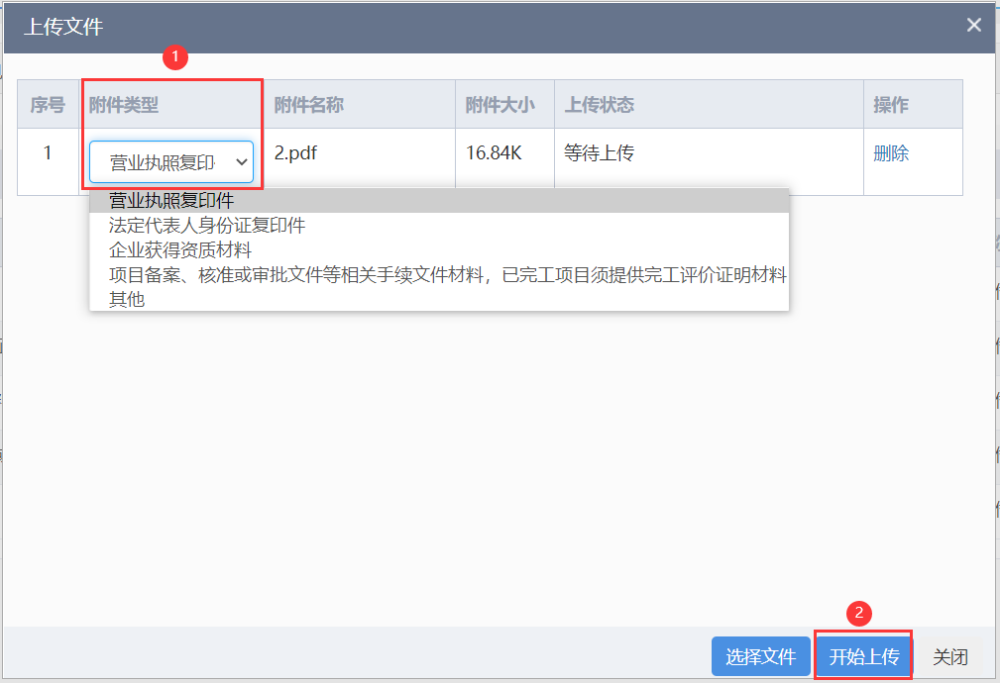 上传文件
1
序号 附件类型 附件名称 附件大小 上传状态 操作
1 营业执照复印 2.pdf 16.84K 等待上传 删除
营业执照复印件
法定代表人身份证复印件
企业获得资质材料
项目备案、核准或审批文件等相关手续文件材料，已完工项目须提供完工评价证明材料
其他
2
选择文件 开始上传 关闭